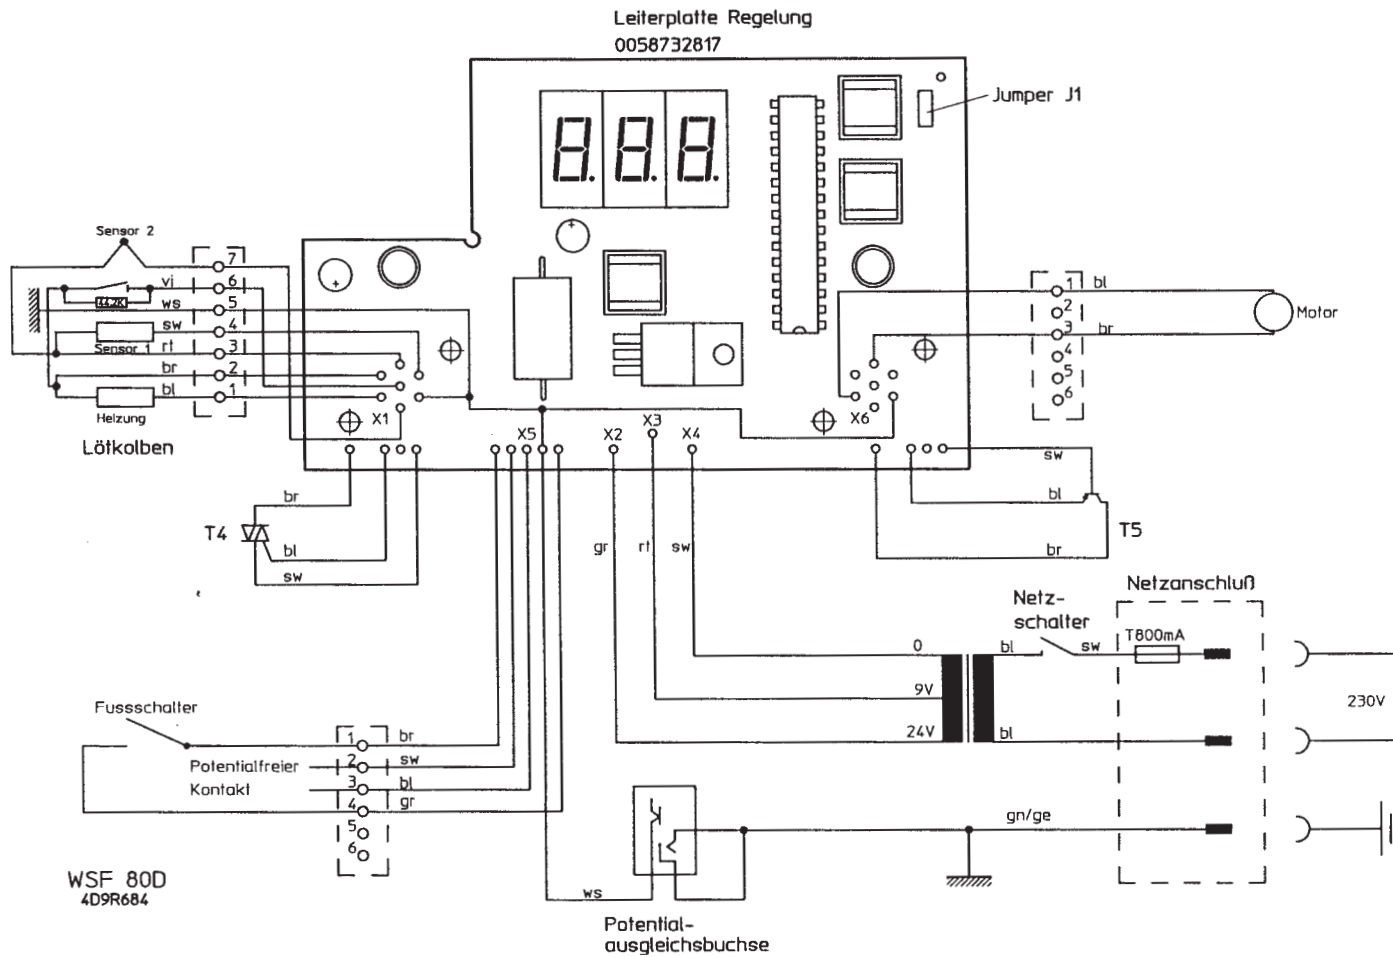 Leiterplatte Regelung
0058732817
Jumper J1
Sensor 2
7
vi
6
44.2K
ws
5
sw
4
Sensor 1
rt
3
br
2
bl
1
Heizung
Lötkolben
X1
X5
X2
X3
X4
X6
1
bl
2
3
br
4
5
6
Motor
br
T4
bl
sw
sw
bl
T5
br
gr
rt
sw
Netzanschluß
Netz-
schalter
T800mA
0
bl
sw
9V
230V
24V
bl
Fussschalter
1
br
Potentialfreier
2
sw
Kontakt
3
bl
4
gr
5
6
gn/ge
WSF 80D
4D9R684
ws
Potential-
ausgleichsbuchse